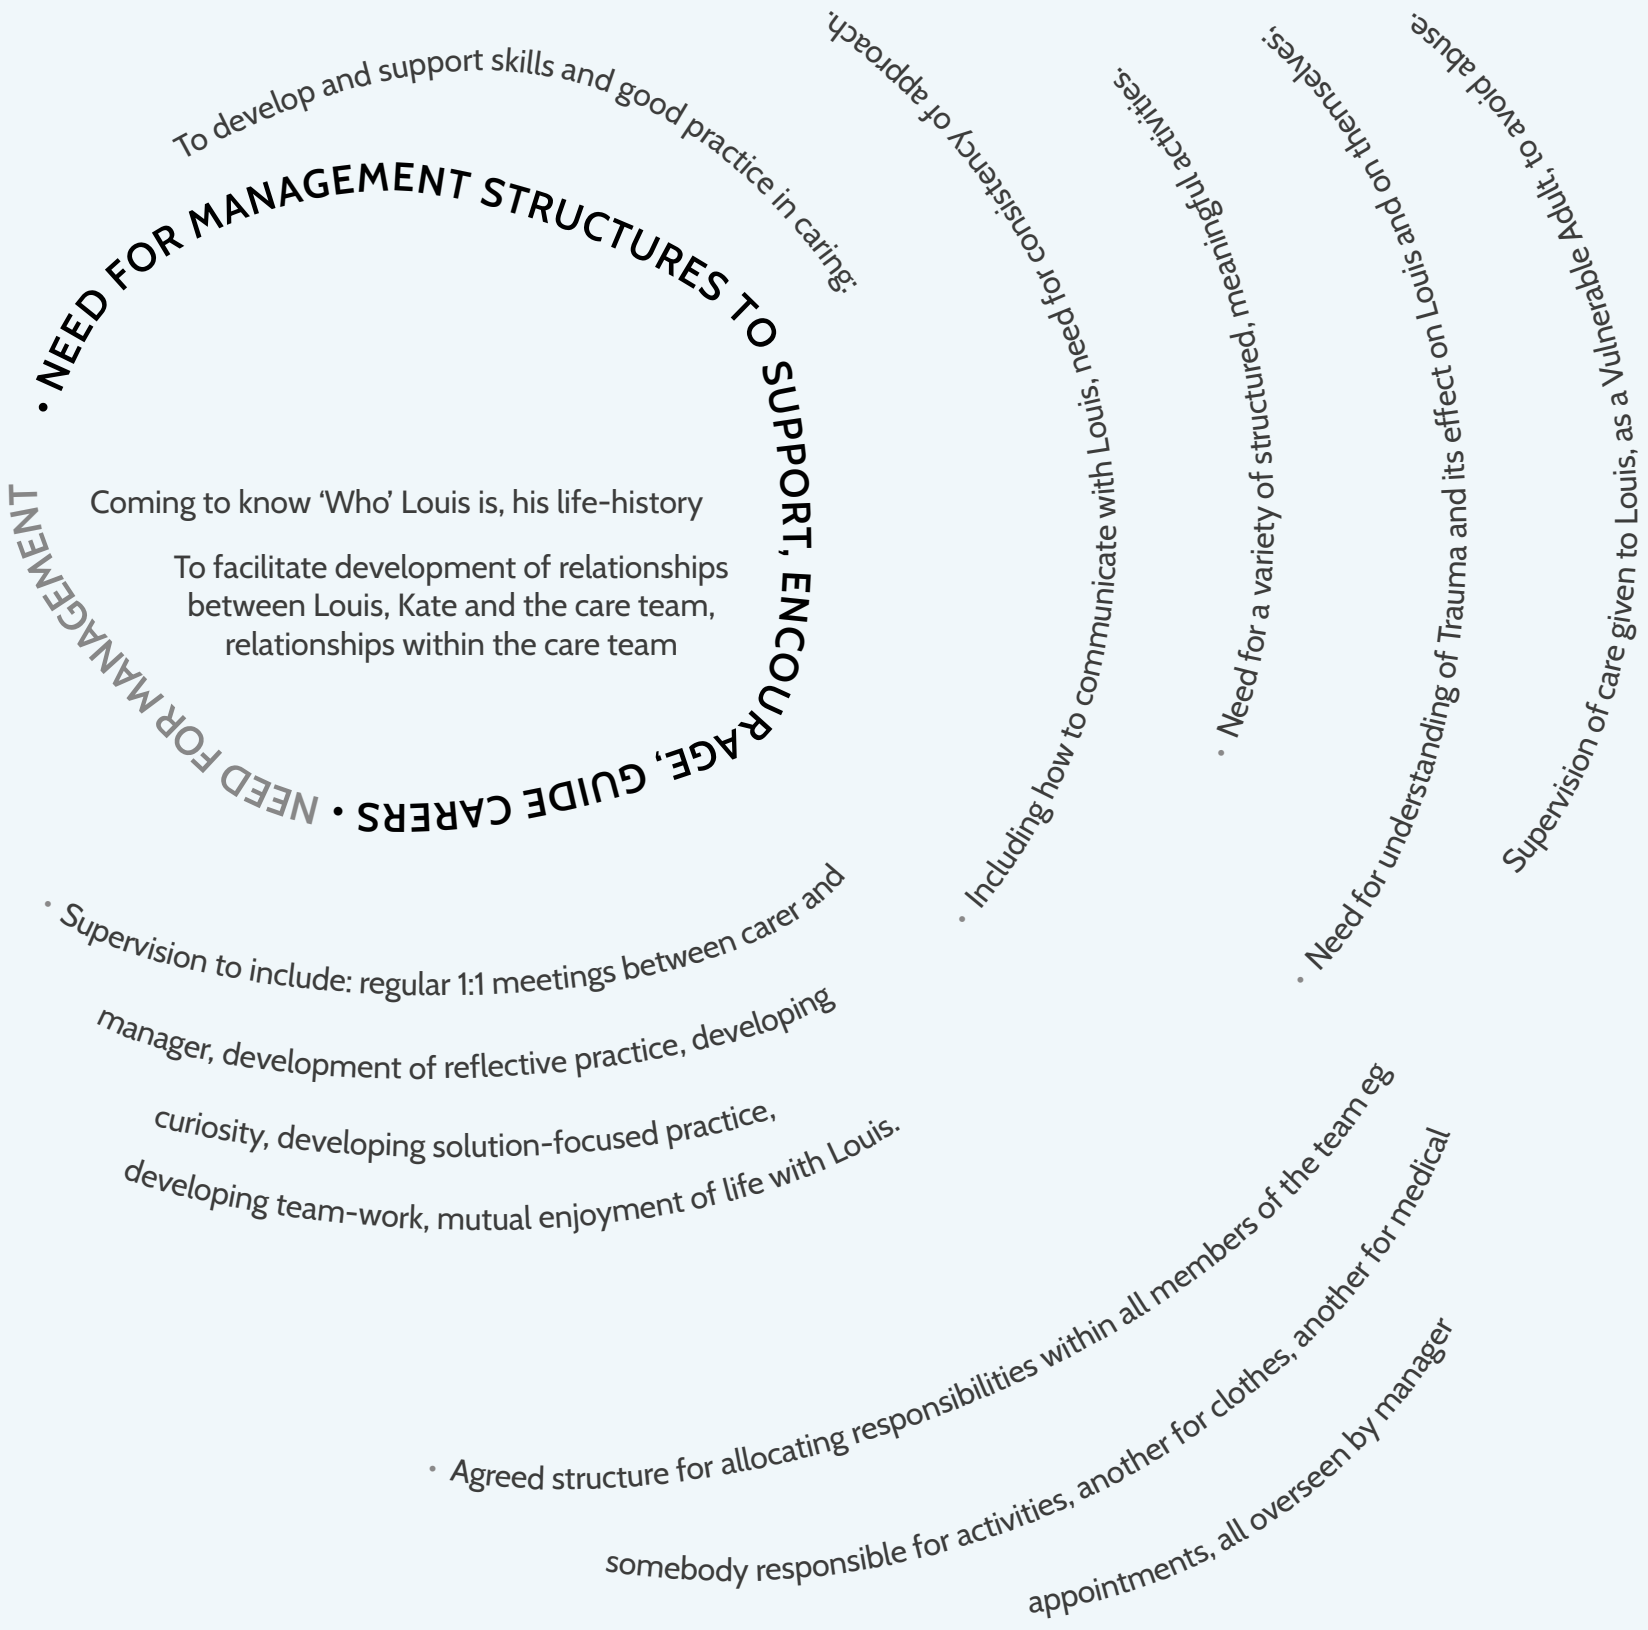 To develop and support skills and good practice in caring:
• NEED FOR MANAGEMENT STRUCTURES TO SUPPORT, ENCOURAGE, GUIDE CARERS •
NEED FOR MANAGEMENT
Coming to know ‘Who’ Louis is, his life-history
To facilitate development of relationships
between Louis, Kate and the care team,
relationships within the care team
• Including how to communicate with Louis, need for consistency of approach.
• Need for a variety of structured, meaningful activities.
• Need for understanding of Trauma and its effect on Louis and on themselves;
Supervision of care given to Louis, as a Vulnerable Adult, to avoid abuse.
• Supervision to include: regular 1:1 meetings between carer and
manager, development of reflective practice, developing
curiosity, developing solution-focused practice,
developing team-work, mutual enjoyment of life with Louis.
• Agreed structure for allocating responsibilities within all members of the team eg
somebody responsible for activities, another for clothes, another for medical
appointments, all overseen by manager